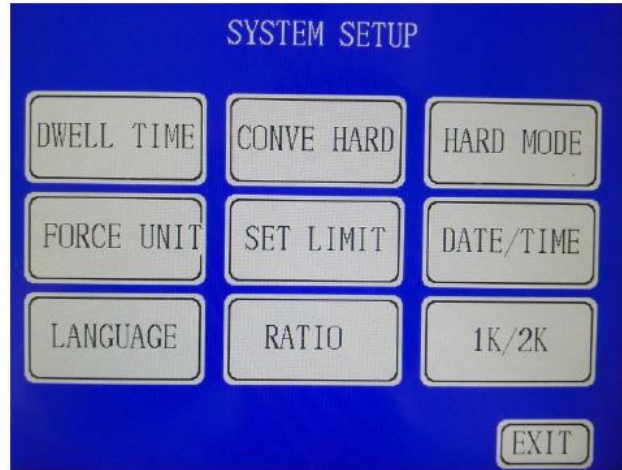 SYSTEM SETUP
DWELL TIME
CONVE HARD
HARD MODE
FORCE UNIT
SET LIMIT
DATE/TIME
LANGUAGE
RATIO
1K/2K
EXIT